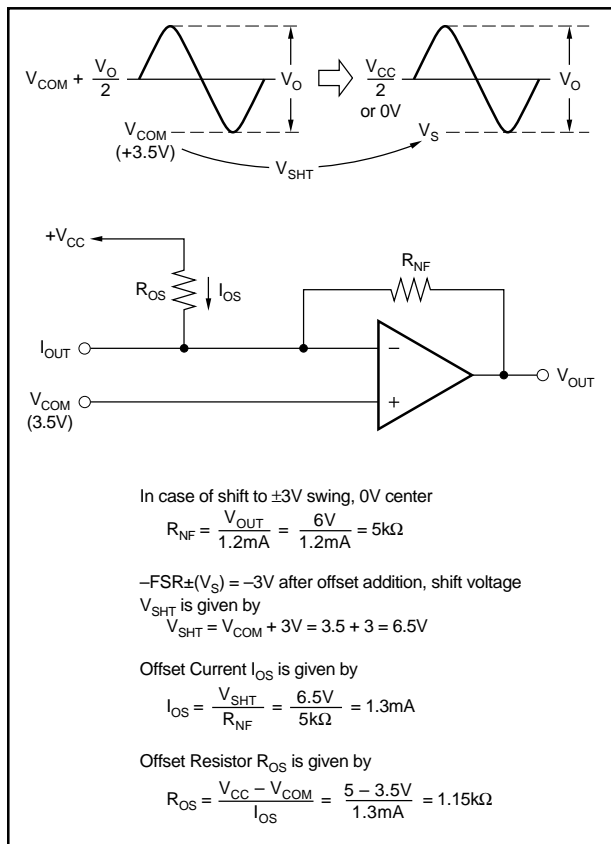 V_COM + V_O/2
V_O
V_CC/2
or 0V
V_O
V_COM
(+3.5V)
V_S
V_SHT
+V_CC
R_OS
I_OS
R_NF
I_OUT
–
V_OUT
V_COM
(3.5V)
+
In case of shift to ±3V swing, 0V center
R_NF = V_OUT/1.2mA = 6V/1.2mA = 5kΩ
–FSR±(V_S) = –3V after offset addition, shift voltage
V_SHT is given by
V_SHT = V_COM + 3V = 3.5 + 3 = 6.5V
Offset Current I_OS is given by
I_OS = V_SHT/R_NF = 6.5V/5kΩ = 1.3mA
Offset Resistor R_OS is given by
R_OS = V_CC – V_COM/I_OS = 5 – 3.5V/1.3mA = 1.15kΩ